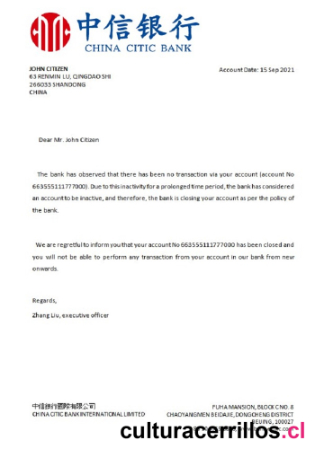 中信银行
CHINA CITIC BANK
JOHN CITIZEN
63 RENMIN LU, QINGDAO SHI
266033 SHANDONG
CHINA
Account Date: 15 Sep 2021
Dear Mr. John Citizen
The bank has observed that there has been no transaction via your account (account No
663555111777000). Due to this inactivity for a prolonged time period, the bank has considered
an account to be inactive, and therefore, the bank is closing your account as per the policy of
the bank.
We are regretful to inform you that your account No 663555111777000 has been closed and
you will not be able to perform any transaction from your account in our bank from now
onwards.
Regards,
Zhang Liu, executive officer
中信银行国际有限公司
CHINA CITIC BANK INTERNATIONAL LIMITED
FUHA MANSION, BLOCK C NO. 8
CHAOYANGMEN BEIDAJIE, DONGCHENG DISTRICT
BEIJING, 100027
culturacerrillos.cl